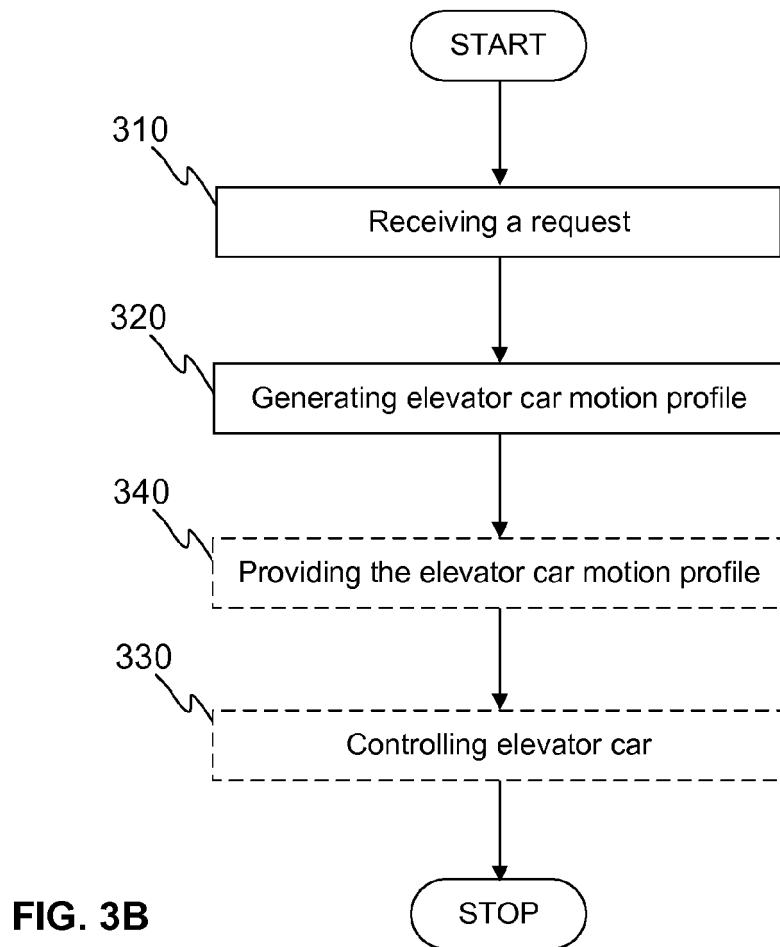 START
310
Receiving a request
320
Generating elevator car motion profile
340
Providing the elevator car motion profile
330
Controlling elevator car
STOP
FIG. 3B